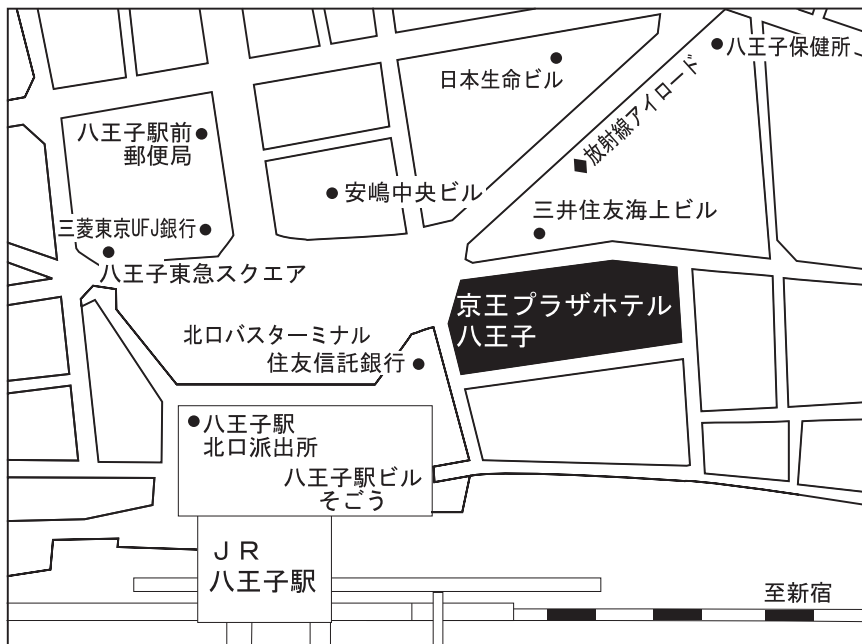 八王子保健所
日本生命ビル
放射線アイロード
八王子駅前
郵便局
安嶋中央ビル
三井住友海上ビル
三菱東京UFJ銀行
八王子東急スクエア
京王プラザホテル
八王子
北口バスターミナル
住友信託銀行
八王子駅
北口派出所
八王子駅ビル
そごう
ＪＲ
八王子駅
至新宿